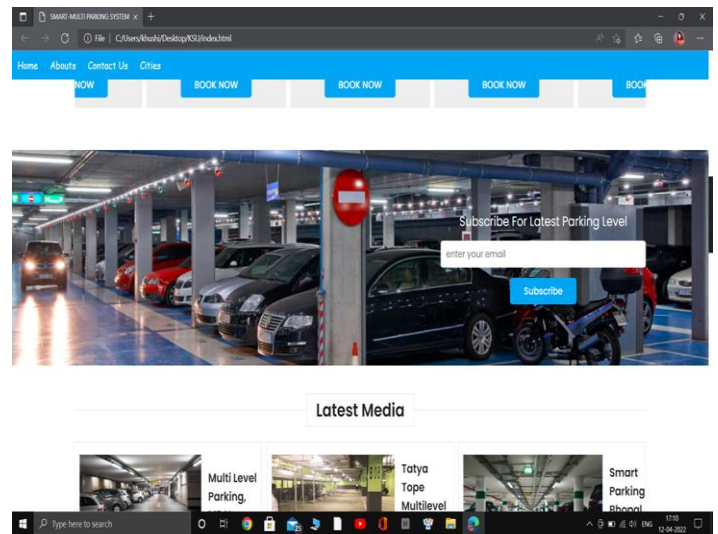 SMART-MULTI PARKING SYSTEM
File C:/Users/khushi/Desktop/KSU/index.html
Home Abouts Contact Us Cities
NOW BOOK NOW BOOK NOW BOOK NOW BOO
Subscribe For Latest Parking Level
enter your email
Subscribe
Latest Media
Multi Level
Parking,
Tatya
Tope
Multilevel
Smart
Parking
Bhopal
Type here to search
25
ENG
17:10
12-04-2022